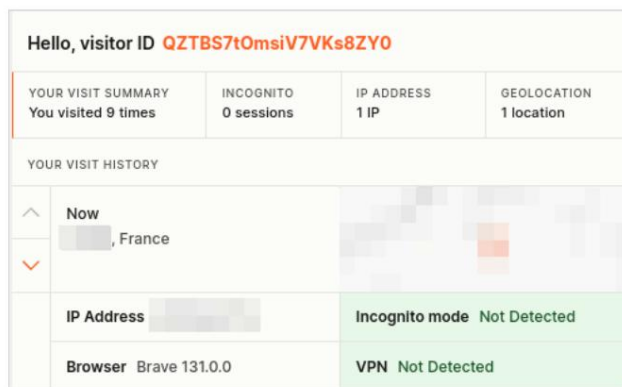 Hello, visitor ID QZTBS7tOmsiV7VKs8ZY0
YOUR VISIT SUMMARY INCOGNITO IP ADDRESS GEOLOCATION
You visited 9 times 0 sessions 1 IP 1 location
YOUR VISIT HISTORY
Now
, France
IP Address Incognito mode Not Detected
Browser Brave 131.0.0 VPN Not Detected